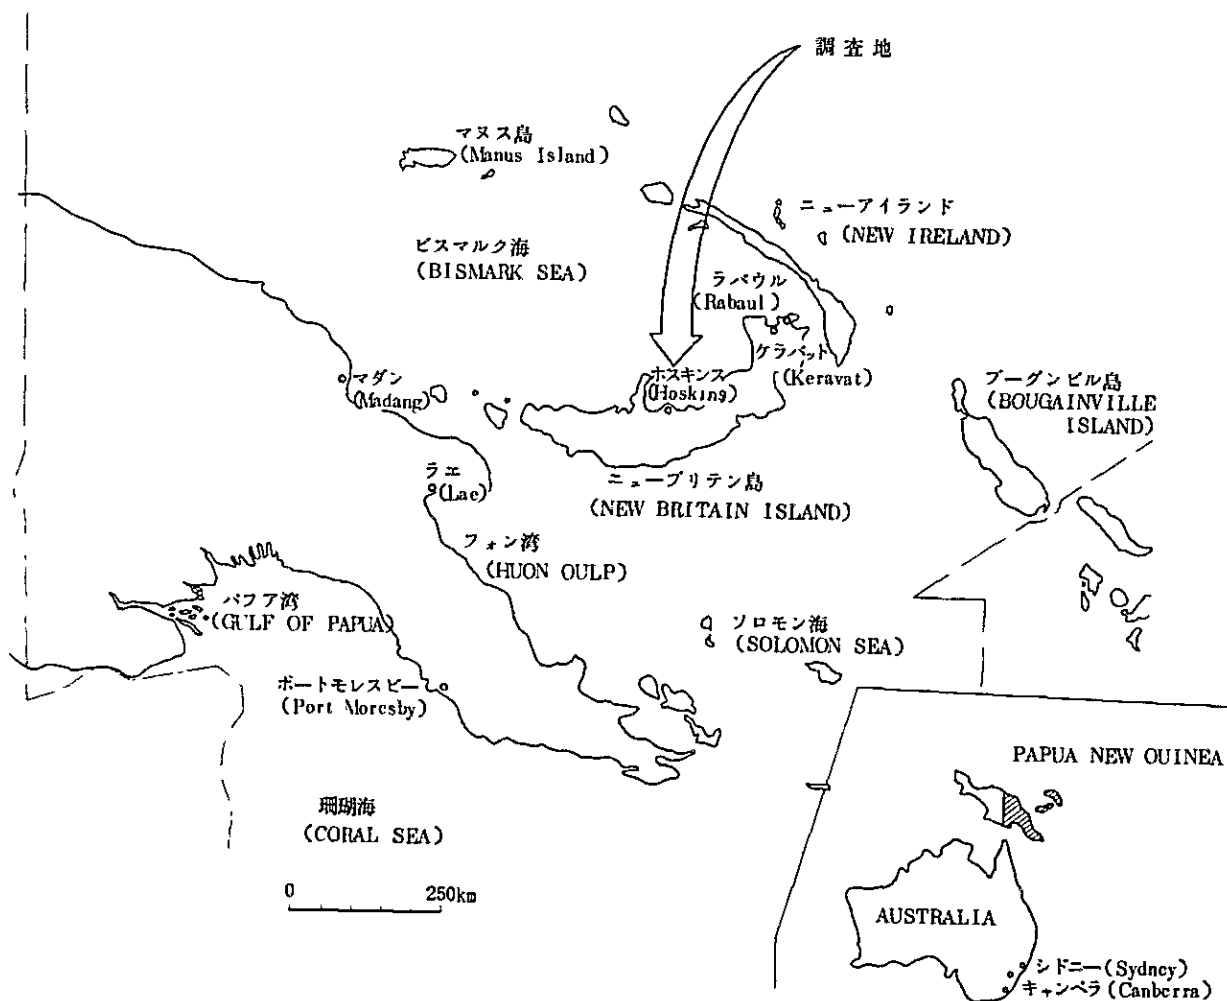 調査地
マヌス島
(Manus Island)
ニューアイランド
(NEW IRELAND)
ビスマルク海
(BISMARK SEA)
ラバウル
(Rabaul)
ケラバット
(Keravat)
ホスキンス
(Hosking)
マダン
(Madang)
ブーゲンビル島
(BOUGAINVILLE
ISLAND)
ラエ
(Lae)
ニューブリテン島
(NEW BRITAIN ISLAND)
フォン湾
(HUON OULP)
パプア湾
(GULF OF PAPUA)
ソロモン海
(SOLOMON SEA)
ポートモレスビー
(Port Moresby)
珊瑚海
(CORAL SEA)
0 250km
PAPUA NEW OUINEA
AUSTRALIA
シドニー(Sydney)
キャンベラ(Canberra)